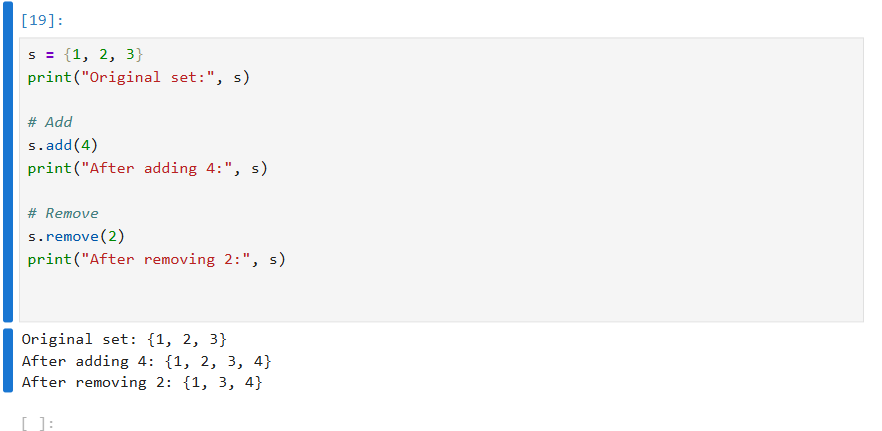 [19]:
s = {1, 2, 3}
print("Original set:", s)
# Add
s.add(4)
print("After adding 4:", s)
# Remove
s.remove(2)
print("After removing 2:", s)
Original set: {1, 2, 3}
After adding 4: {1, 2, 3, 4}
After removing 2: {1, 3, 4}
[ ]: